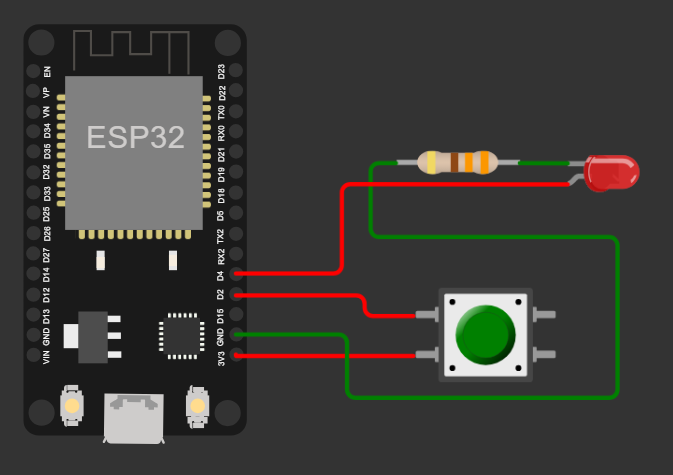 EN
VP
VN
D34
D35
D32
D33
D25
D26
D27
D14
D12
D13
GND
VIN
ESP32
D23
D22
TX0
RX0
D21
D19
D18
D5
TX2
RX2
D4
D2
D15
GND
3V3